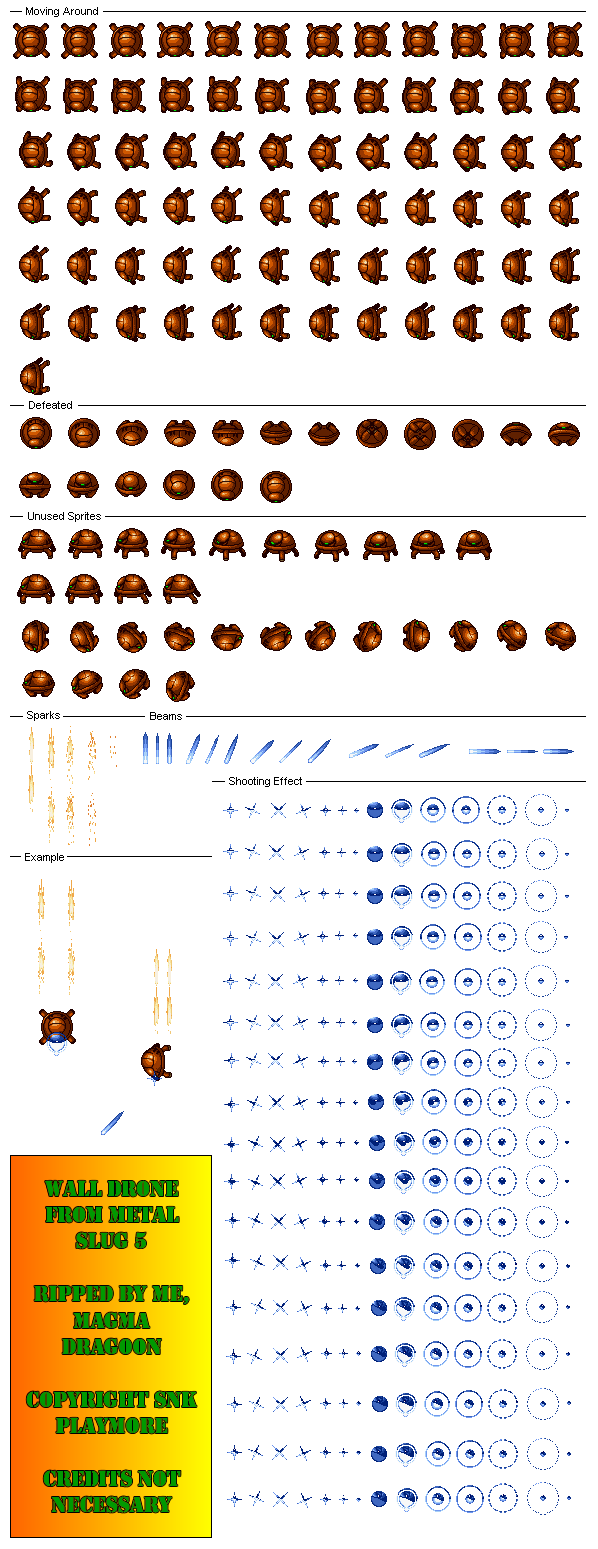 Moving Around
Defeated
Unused Sprites
Sparks
Beams
Shooting Effect
Example
WALL DRONE
FROM METAL
SLUG 5
RIPPED BY ME,
MAGMA
DRAGOON
COPYRIGHT SNK
PLAYMORE
CREDITS NOT
NECESSARY